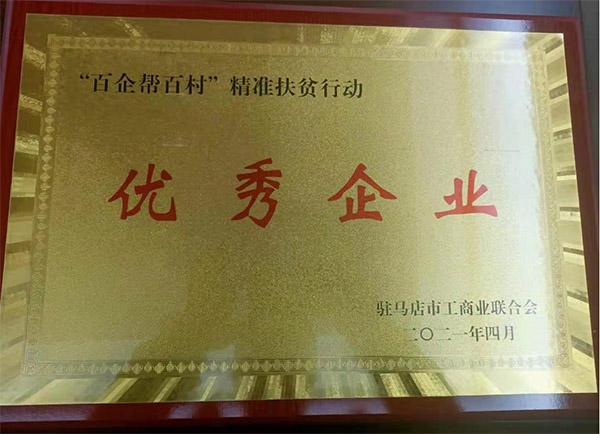 “百企帮百村”精准扶贫行动
优秀企业
驻马店市工商业联合会
二〇二一年四月